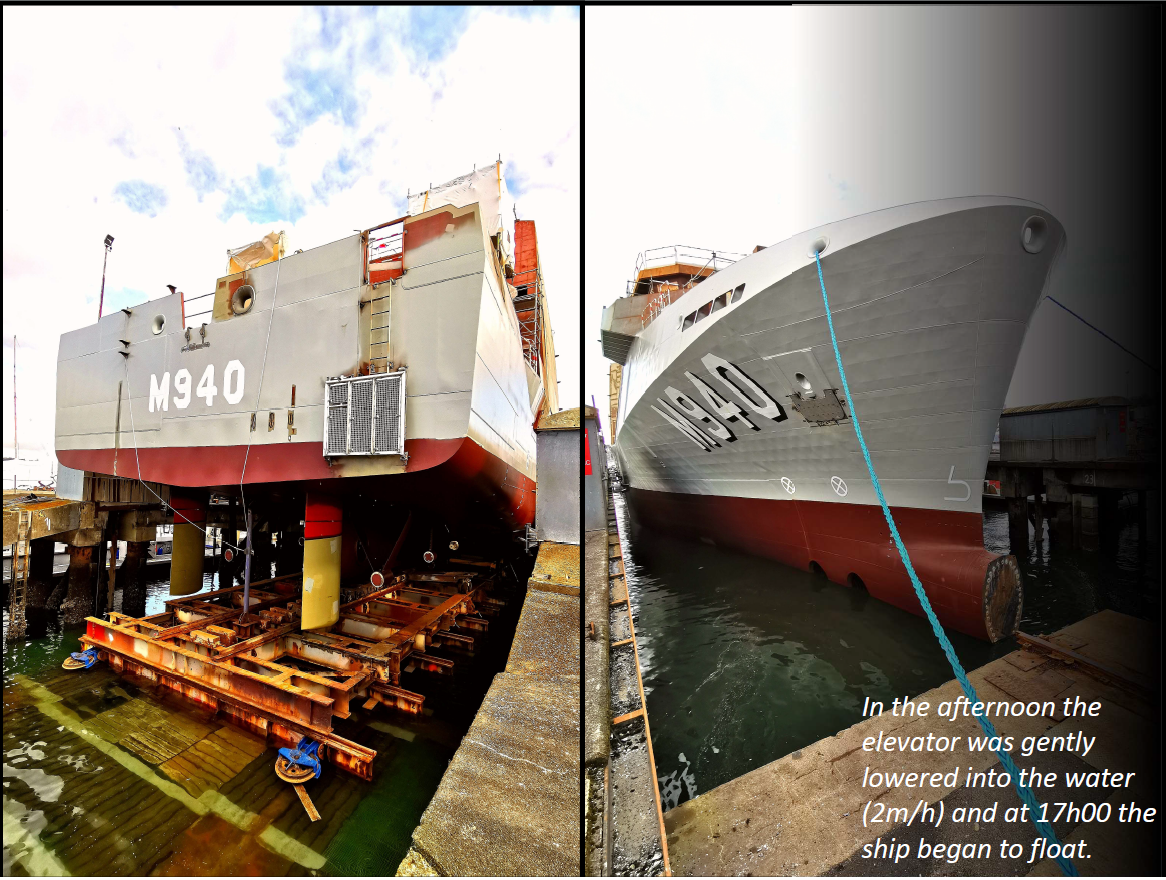 M940
M940
In the afternoon the
elevator was gently
lowered into the water
(2m/h) and at 17h00 the
ship began to float.